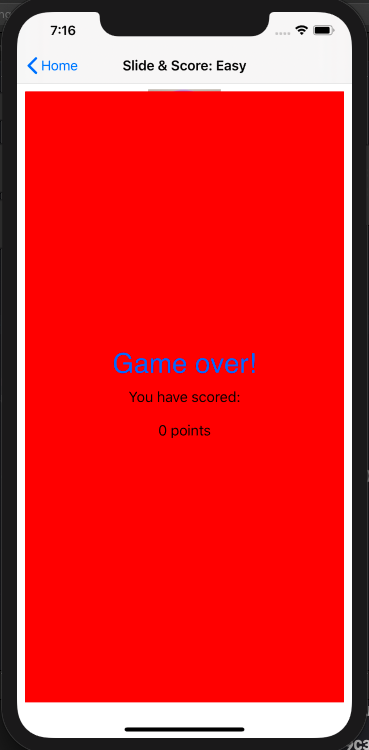 7:16
Home
Slide & Score: Easy
Game over!
You have scored:
0 points